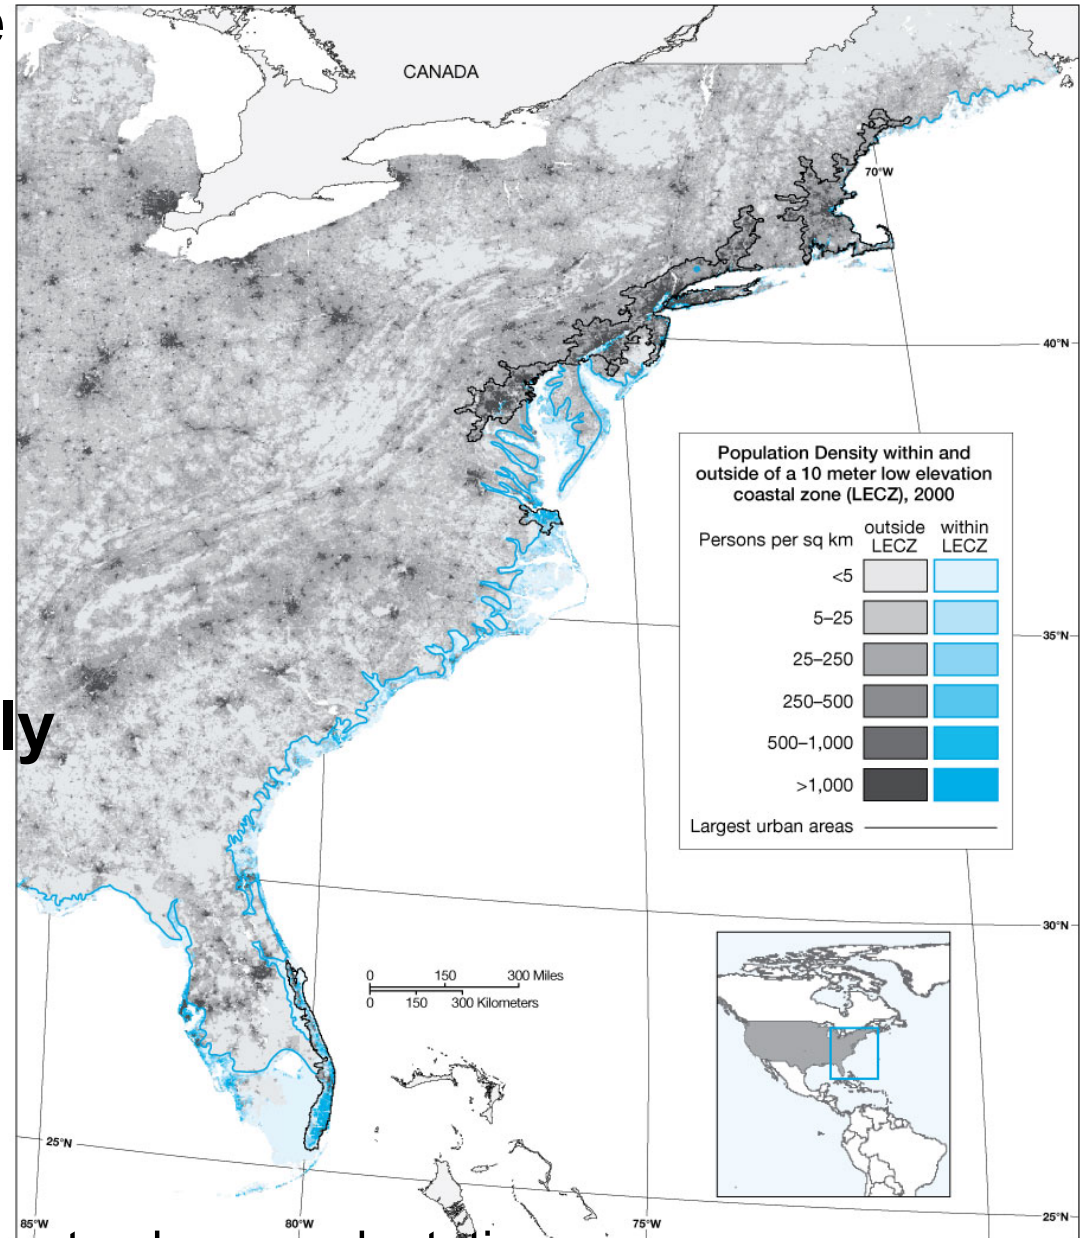 e
CANADA
70°W
40°N
Population Density within and
outside of a 10 meter low elevation
coastal zone (LECZ), 2000
Persons per sq km
outside LECZ
within LECZ
<5
5–25
25–250
250–500
500–1,000
>1,000
Largest urban areas
35°N
ly
30°N
0 150 300 Miles
0 150 300 Kilometers
25°N
25°N
85°W
80°W
75°W